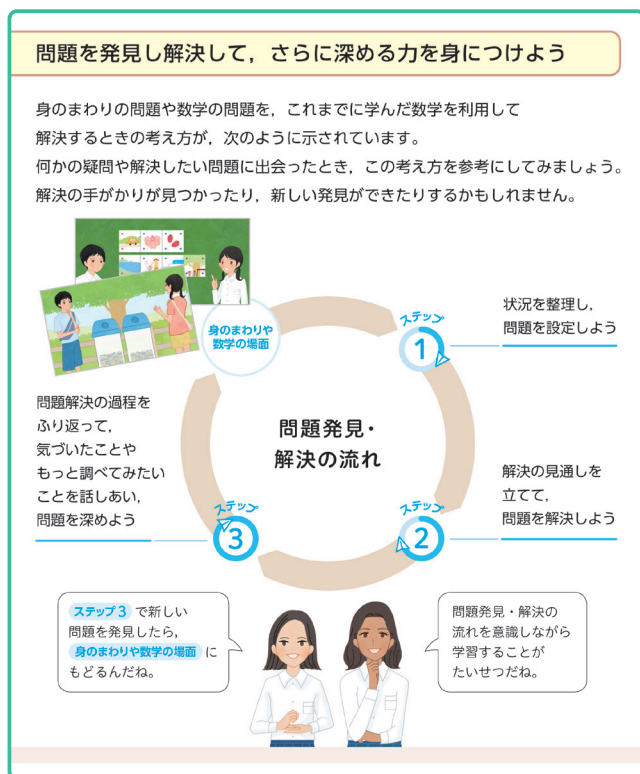 問題を発見し解決して，さらに深める力を身につけよう
身のまわりの問題や数学の問題を，これまでに学んだ数学を利用して
解決するときの考え方が，次のように示されています。
何かの疑問や解決したい問題に出会ったとき，この考え方を参考にしてみましょう。
解決の手がかりが見つかったり，新しい発見ができたりするかもしれません。
身のまわりや
数学の場面
ステップ
1
状況を整理し，
問題を設定しよう
問題発見・
解決の流れ
ステップ
2
解決の見通しを
立てて，
問題を解決しよう
ステップ
3
問題解決の過程を
ふり返って，
気づいたことや
もっと調べてみたい
ことを話しあい，
問題を深めよう
ステップ3 で新しい
問題を発見したら，
身のまわりや数学の場面 に
もどるんだね。
問題発見・解決の
流れを意識しながら
学習することが
たいせつだね。